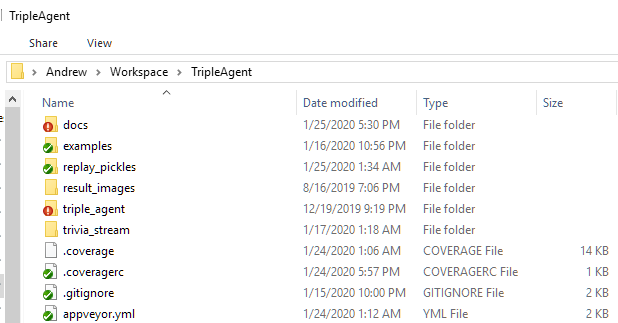 TripleAgent
Share View
Andrew Workspace TripleAgent
Name Date modified Type Size
docs 1/25/2020 5:30 PM File folder
examples 1/16/2020 10:56 PM File folder
replay_pickles 1/25/2020 1:34 AM File folder
result_images 8/16/2019 7:06 PM File folder
triple_agent 12/19/2019 9:19 PM File folder
trivia_stream 1/17/2020 1:18 AM File folder
.coverage 1/24/2020 1:06 AM COVERAGE File 14 KB
.coveragerc 1/24/2020 5:57 PM COVERAGERC File 1 KB
.gitignore 1/15/2020 10:00 PM GITIGNORE File 2 KB
appveyor.yml 1/24/2020 1:12 AM YML File 2 KB